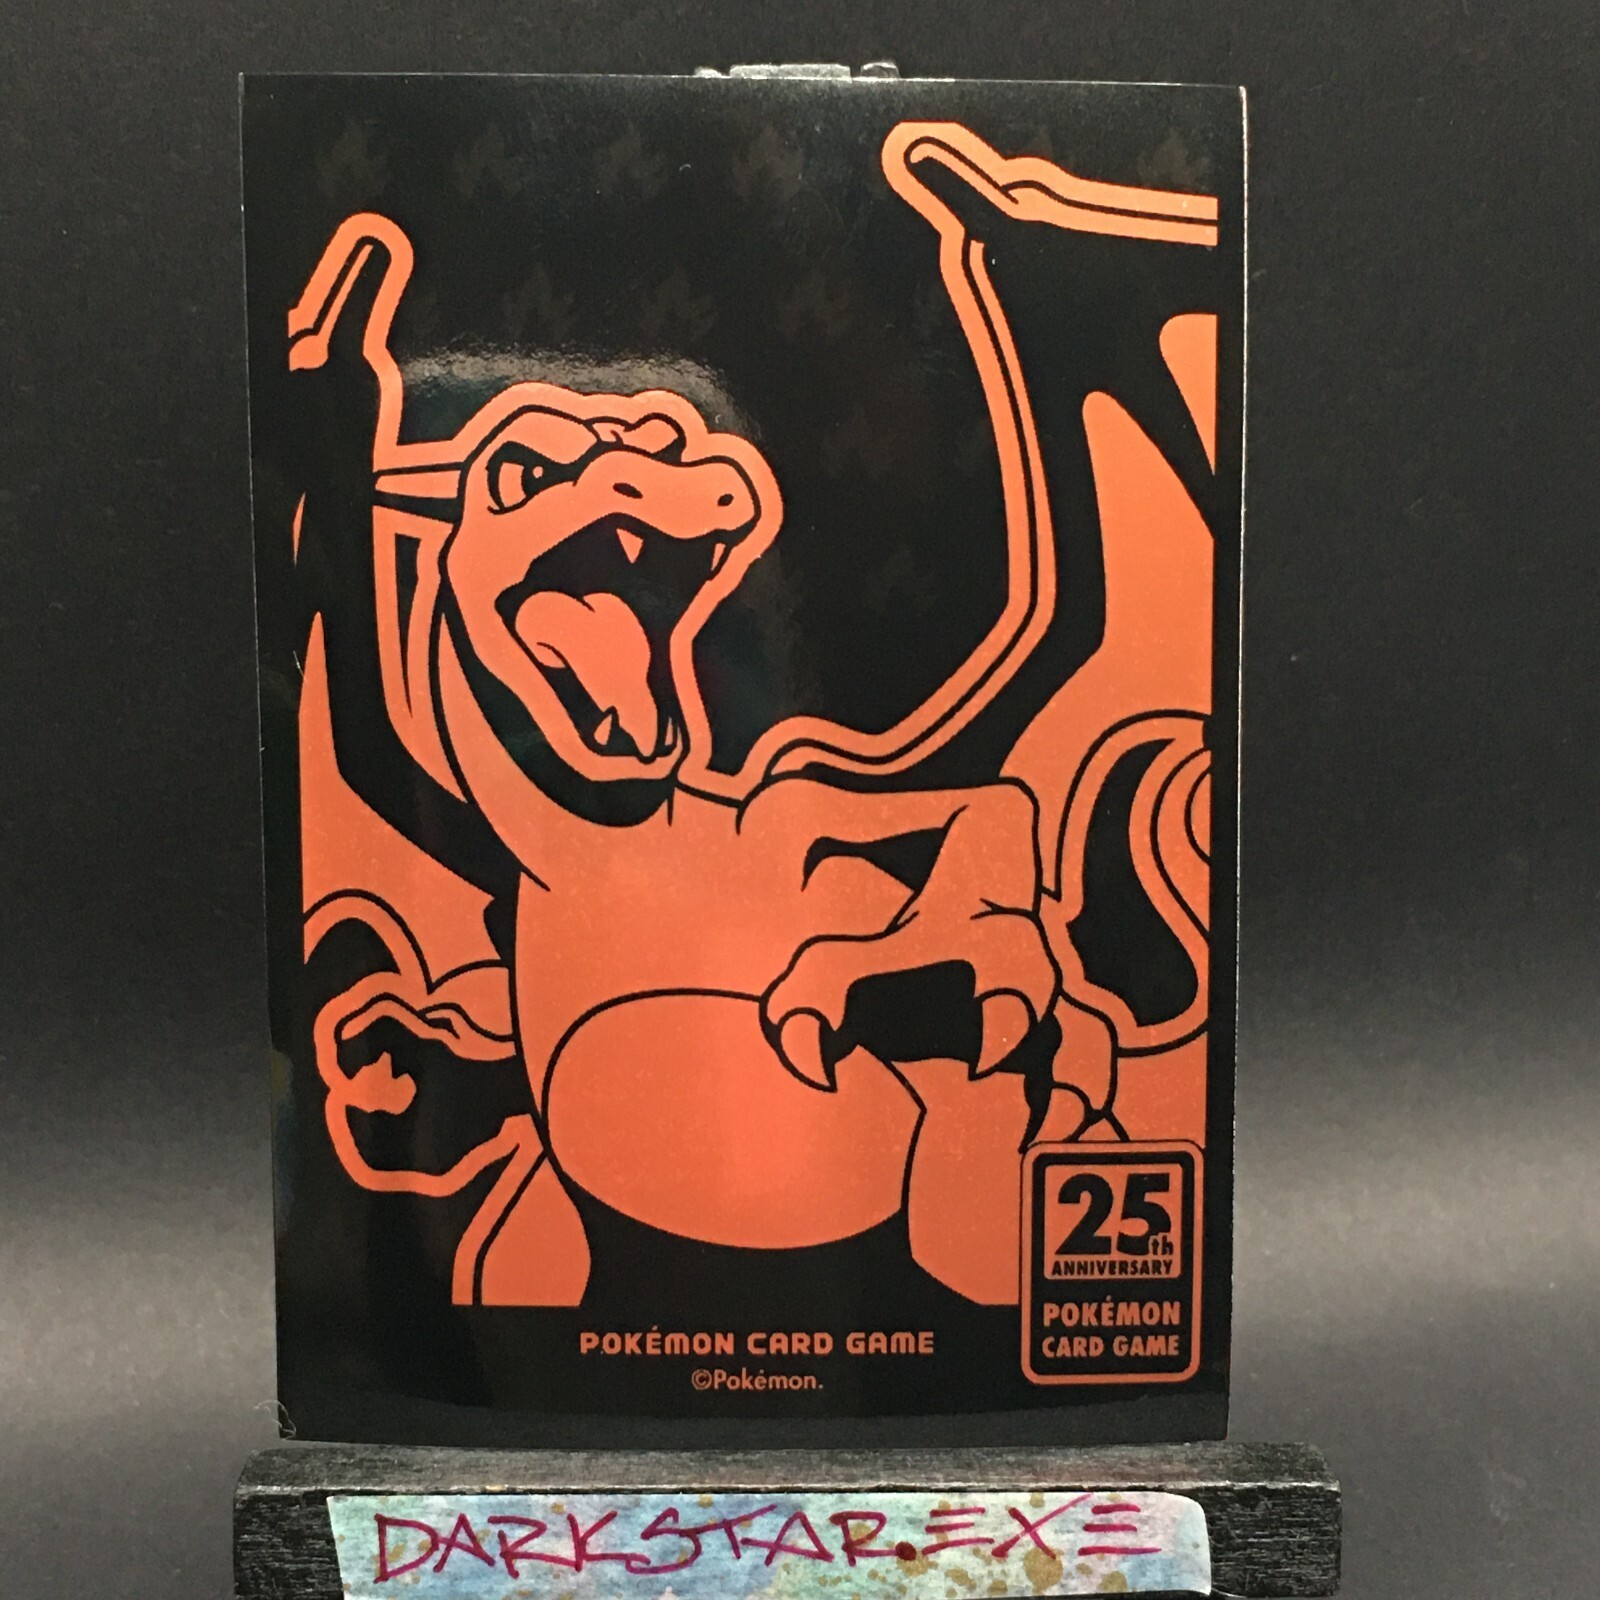 25th
ANNIVERSARY
POKÉMON
CARD GAME
POKÉMON CARD GAME
©Pokémon.
DARKSTAR.EXE